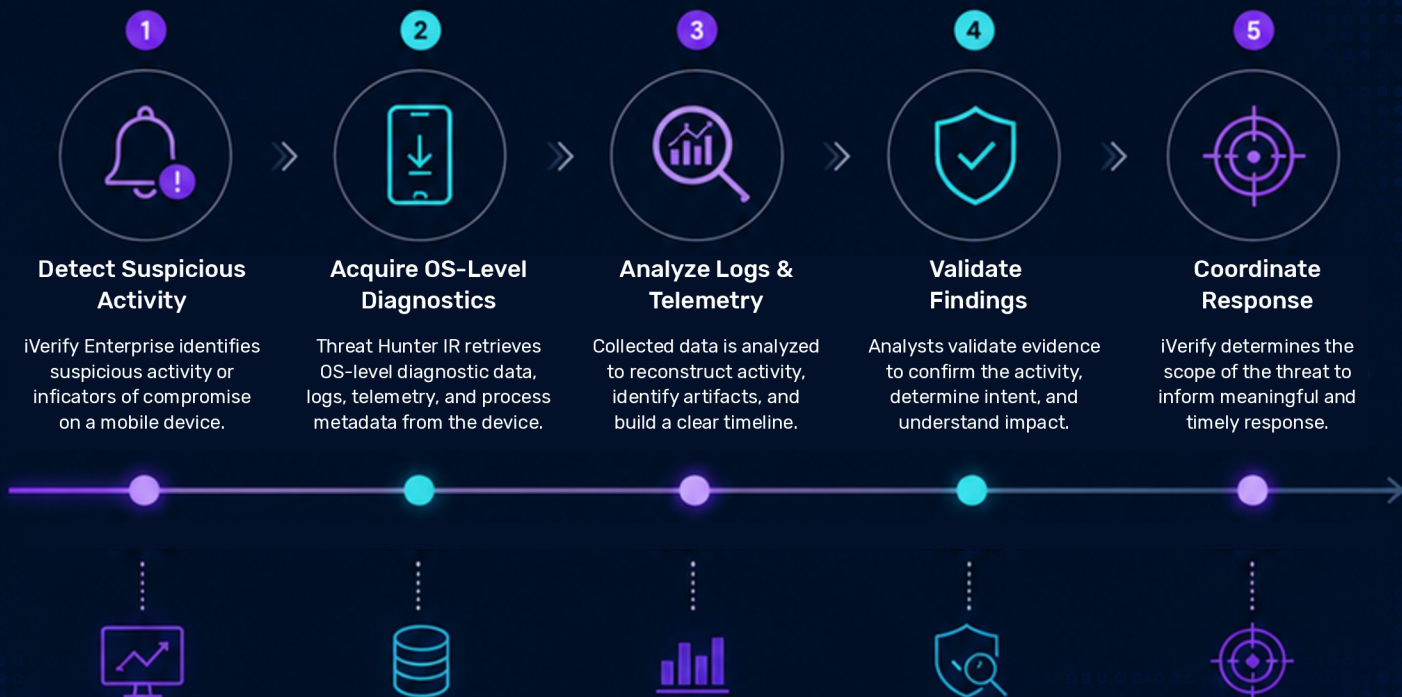 1
2
3
4
5
!
Detect Suspicious
Activity
iVerify Enterprise identifies
suspicious activity or
inficators of compromise
on a mobile device.
Acquire OS-Level
Diagnostics
Threat Hunter IR retrieves
OS-level diagnostic data,
logs, telemetry, and process
metadata from the device.
Analyze Logs &
Telemetry
Collected data is analyzed
to reconstruct activity,
identify artifacts, and
build a clear timeline.
Validate
Findings
Analysts validate evidence
to confirm the activity,
determine intent, and
understand impact.
Coordinate
Response
iVerify determines the
scope of the threat to
inform meaningful and
timely response.